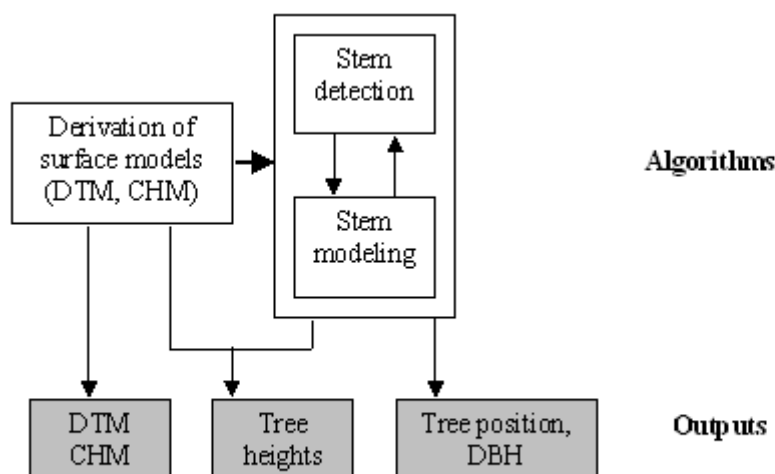 Stem
detection
Derivation of
surface models
(DTM, CHM)
Algorithms
Stem
modeling
DTM
CHM
Tree
heights
Tree position,
DBH
Outputs